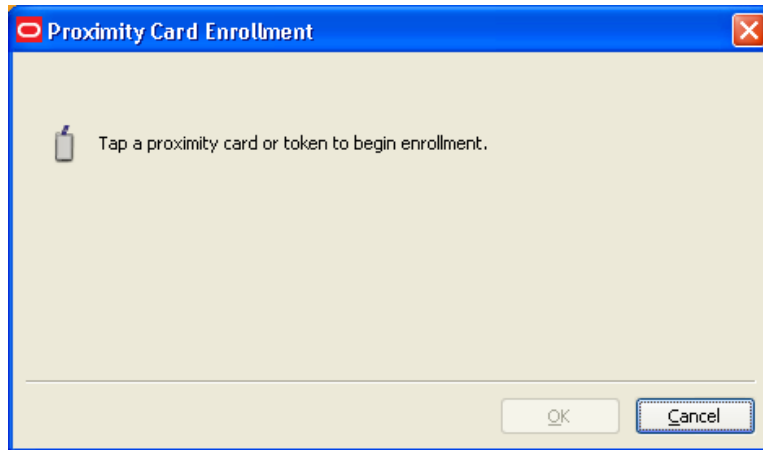 Proximity Card Enrollment
Tap a proximity card or token to begin enrollment.
OK
Cancel